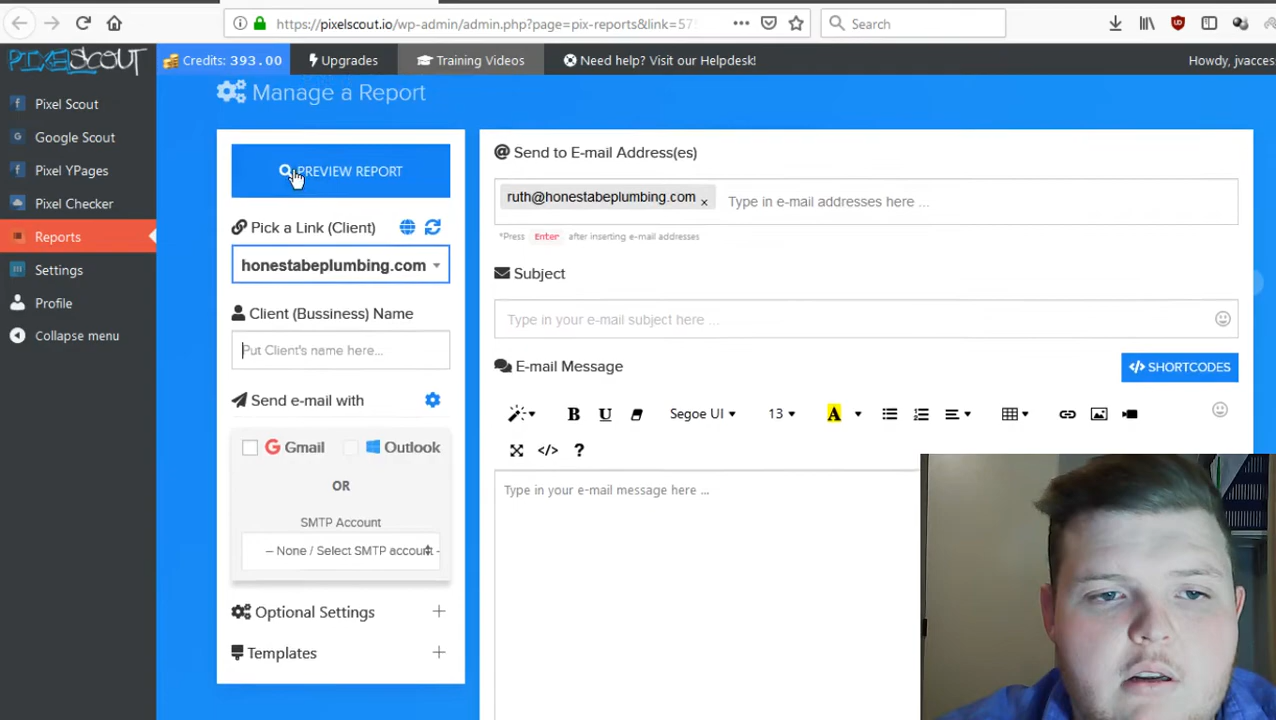 https://pixelscout.io/wp-admin/admin.php?page=pix-reports&link=57
Search
PIXELSCOUT
Credits: 393.00
Upgrades
Training Videos
Need help? Visit our Helpdesk!
Howdy, jvacces
Pixel Scout
Google Scout
Pixel YPages
Pixel Checker
Reports
Settings
Profile
Collapse menu
Manage a Report
PREVIEW REPORT
Pick a Link (Client)
honestabeplumbing.com
Client (Bussiness) Name
Put Client's name here...
Send e-mail with
Gmail
Outlook
OR
SMTP Account
-- None / Select SMTP account -
Optional Settings
Templates
Send to E-mail Address(es)
ruth@honestabeplumbing.com ×
Type in e-mail addresses here ...
*Press Enter after inserting e-mail addresses
Subject
Type in your e-mail subject here ...
E-mail Message
</> SHORTCODES
B U Segoe UI 13 A
</> ?
Type in your e-mail message here ...